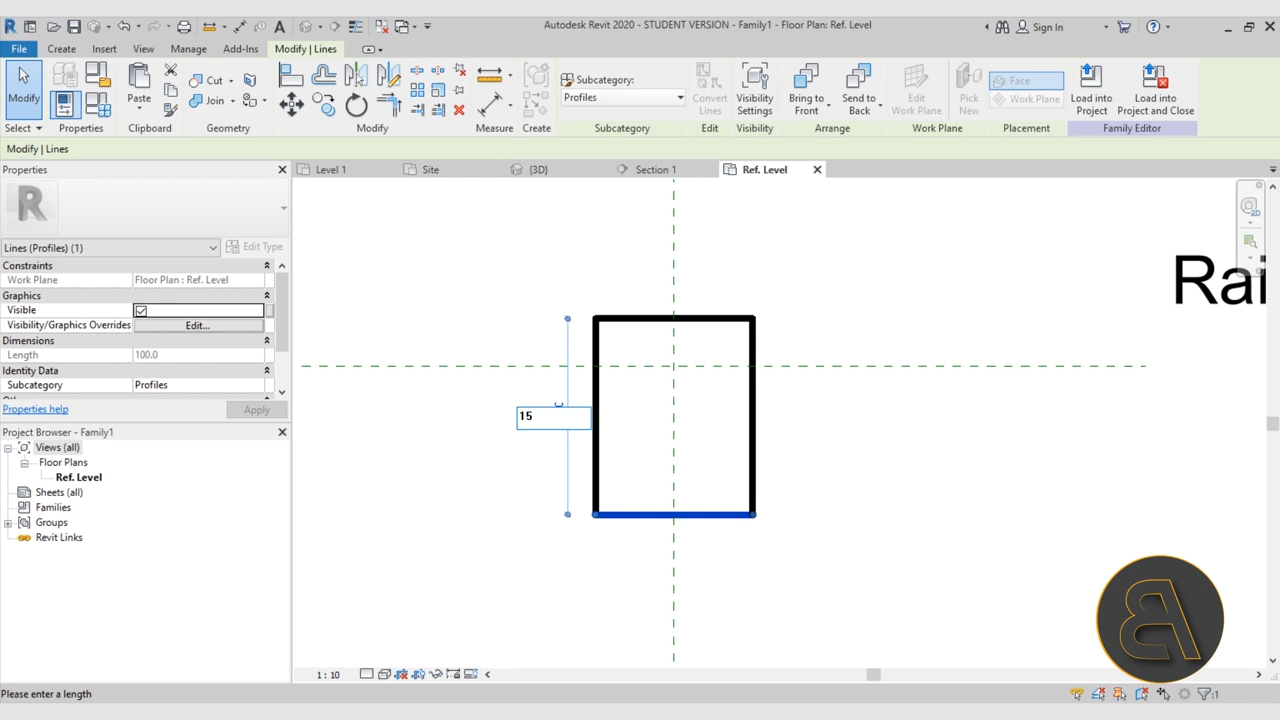 Autodesk Revit 2020 - STUDENT VERSION - Family1 - Floor Plan: Ref. Level
Sign In
File
Create
Insert
View
Manage
Add-Ins
Modify | Lines
Modify
Paste
Cut
Join
Convert
Lines
Visibility
Settings
Bring to
Front
Send to
Back
Edit
Work Plane
Pick
New
Face
Work Plane
Load into
Project
Load into
Project and Close
Subcategory:
Profiles
Select
Properties
Clipboard
Geometry
Modify
Measure
Create
Subcategory
Edit
Visibility
Arrange
Work Plane
Placement
Family Editor
Modify | Lines
Properties
Level 1
Site
{3D}
Section 1
Ref. Level
R
Lines (Profiles) (1)
Edit Type
Constraints
Work Plane
Floor Plan : Ref. Level
Graphics
Visible
Visibility/Graphics Overrides
Edit...
Dimensions
Length
100.0
Identity Data
Subcategory
Profiles
Properties help
Apply
Project Browser - Family1
Views (all)
Floor Plans
Ref. Level
Sheets (all)
Families
Groups
Revit Links
15
Rai
2D
1 : 10
Please enter a length
:1